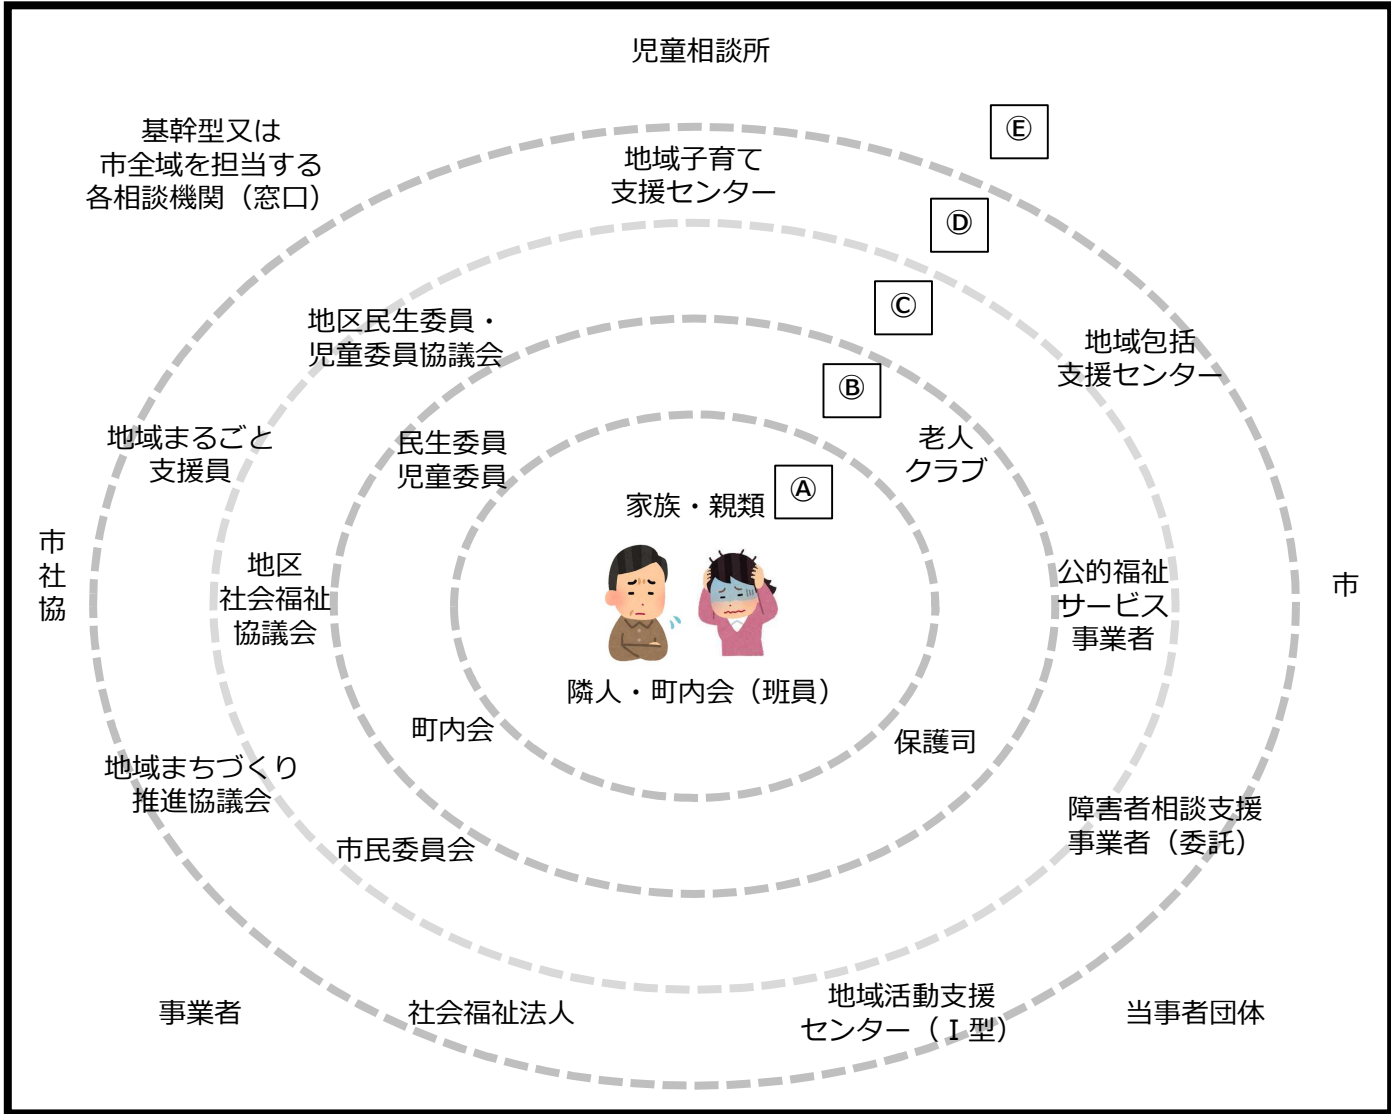 児童相談所
Ⓔ
基幹型又は
市全域を担当する
各相談機関（窓口）
地域子育て
支援センター
Ⓓ
Ⓒ
地区民生委員・
児童委員協議会
地域包括
支援センター
Ⓑ
地域まるごと
支援員
民生委員
児童委員
老人
クラブ
Ⓐ
家族・親類
市
社
協
地区
社会福祉
協議会
公的福祉
サービス
事業者
市
隣人・町内会（班員）
町内会
保護司
地域まちづくり
推進協議会
障害者相談支援
事業者（委託）
市民委員会
事業者
社会福祉法人
地域活動支援
センター（Ⅰ型）
当事者団体